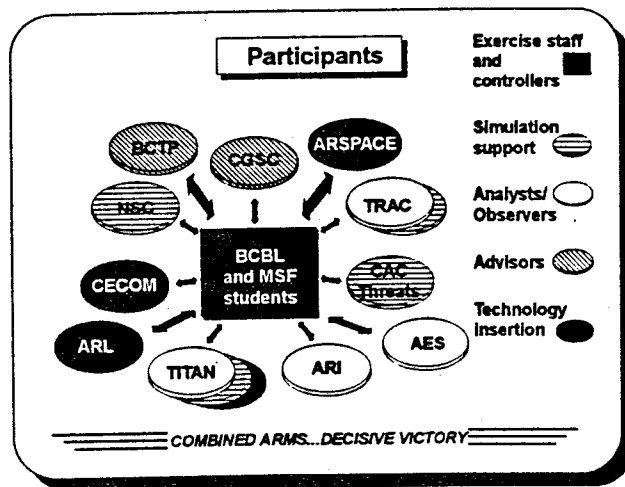 Participants
Exercise staff
and
controllers
Simulation
support
Analysts/
Observers
Advisors
Technology
insertion
BCTP
CGSC
ARSPACE
NSC
TRAC
BCBL
and MSF
students
CECOM
CAC
Threats
ARL
TITAN
ARI
AES
COMBINED ARMS...DECISIVE VICTORY